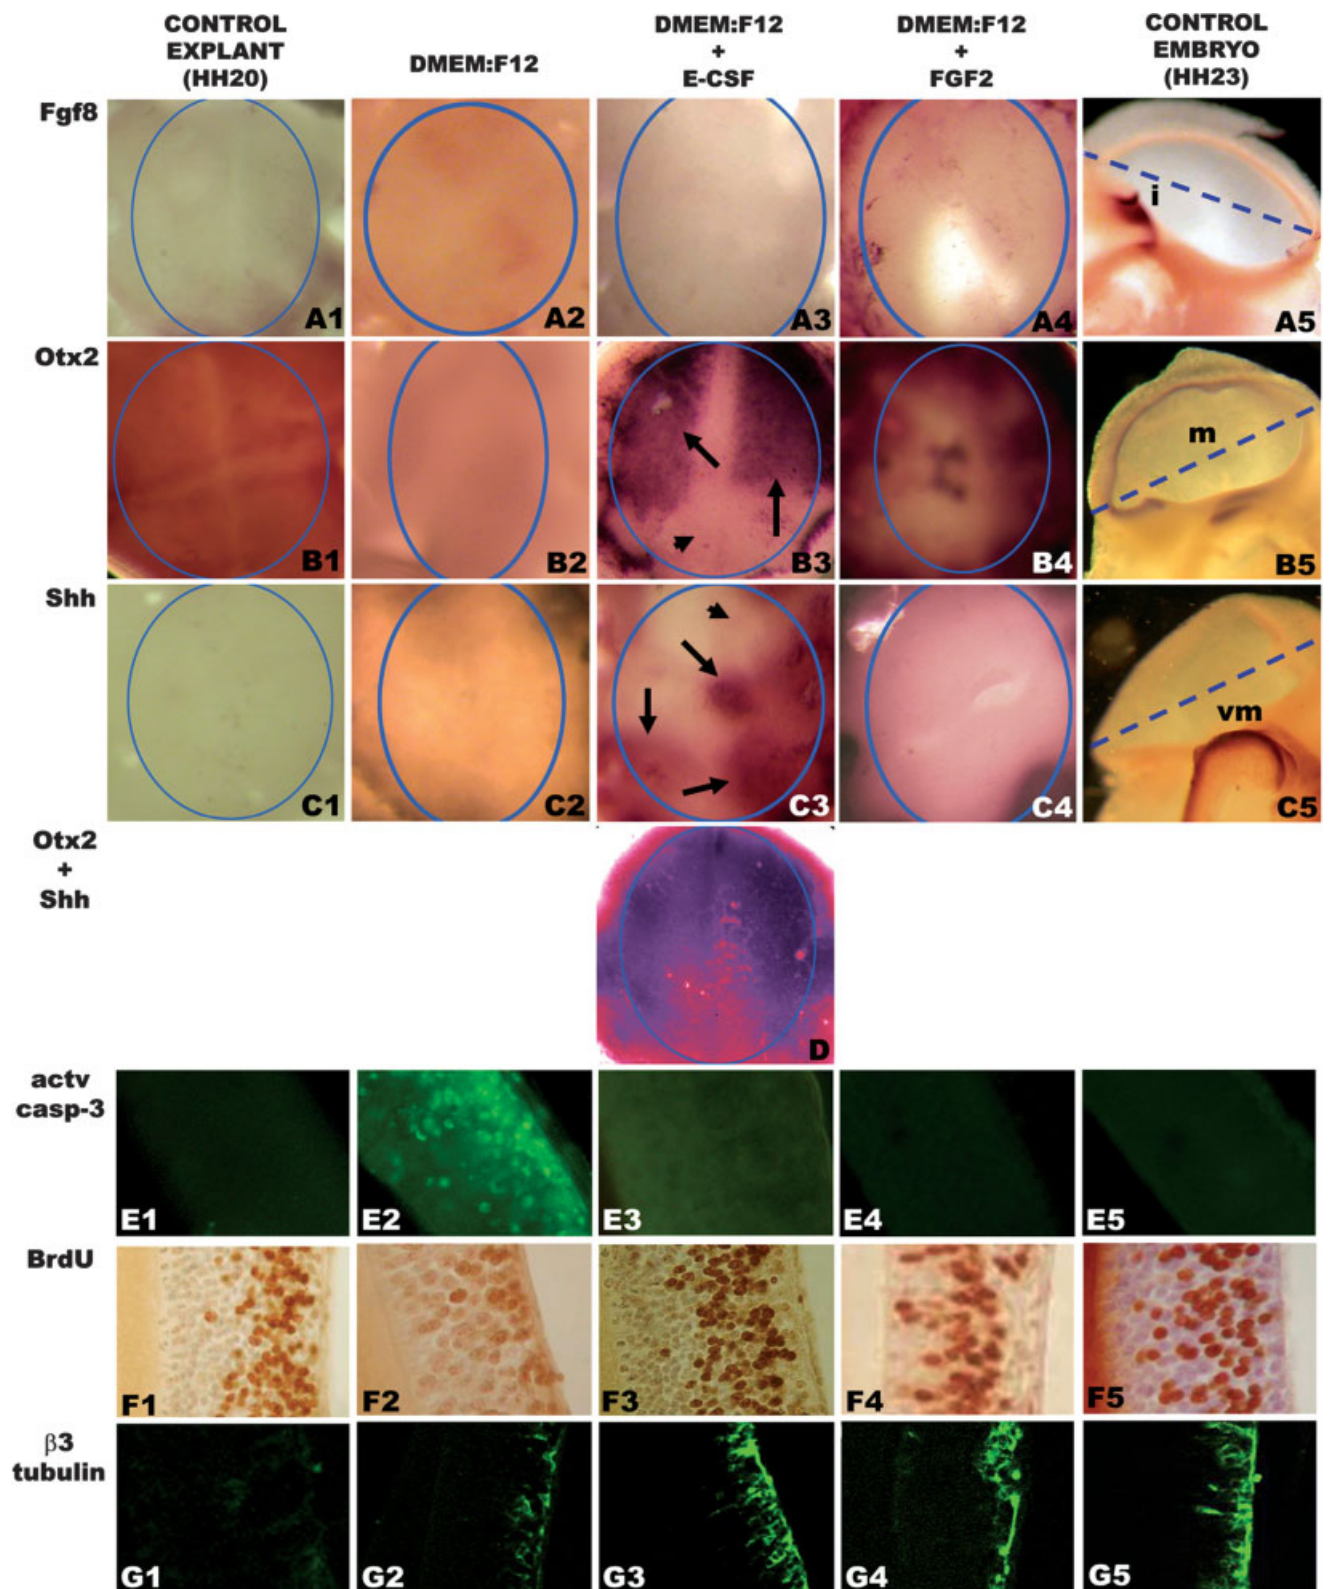 CONTROL
EXPLANT
(HH20)
DMEM:F12
DMEM:F12
+
E-CSF
DMEM:F12
+
FGF2
CONTROL
EMBRYO
(HH23)
Fgf8
A1
A2
A3
A4
i
A5
Otx2
B1
B2
B3
B4
m
B5
Shh
C1
C2
C3
C4
vm
C5
Otx2
+
Shh
D
actv
casp-3
E1
E2
E3
E4
E5
BrdU
F1
F2
F3
F4
F5
β3
tubulin
G1
G2
G3
G4
G5